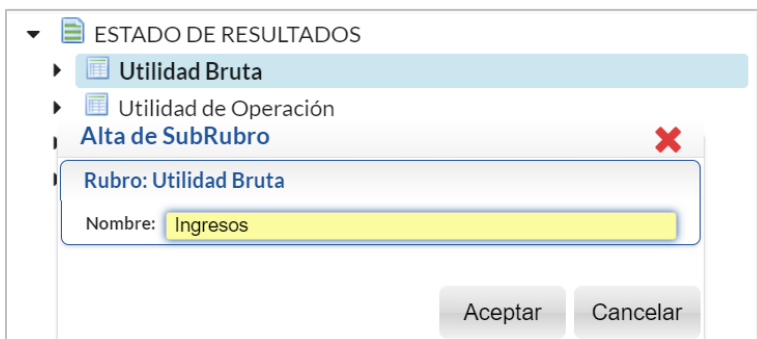 ESTADO DE RESULTADOS
Utilidad Bruta
Utilidad de Operación
Alta de SubRubro
Rubro: Utilidad Bruta
Nombre: Ingresos
Aceptar Cancelar